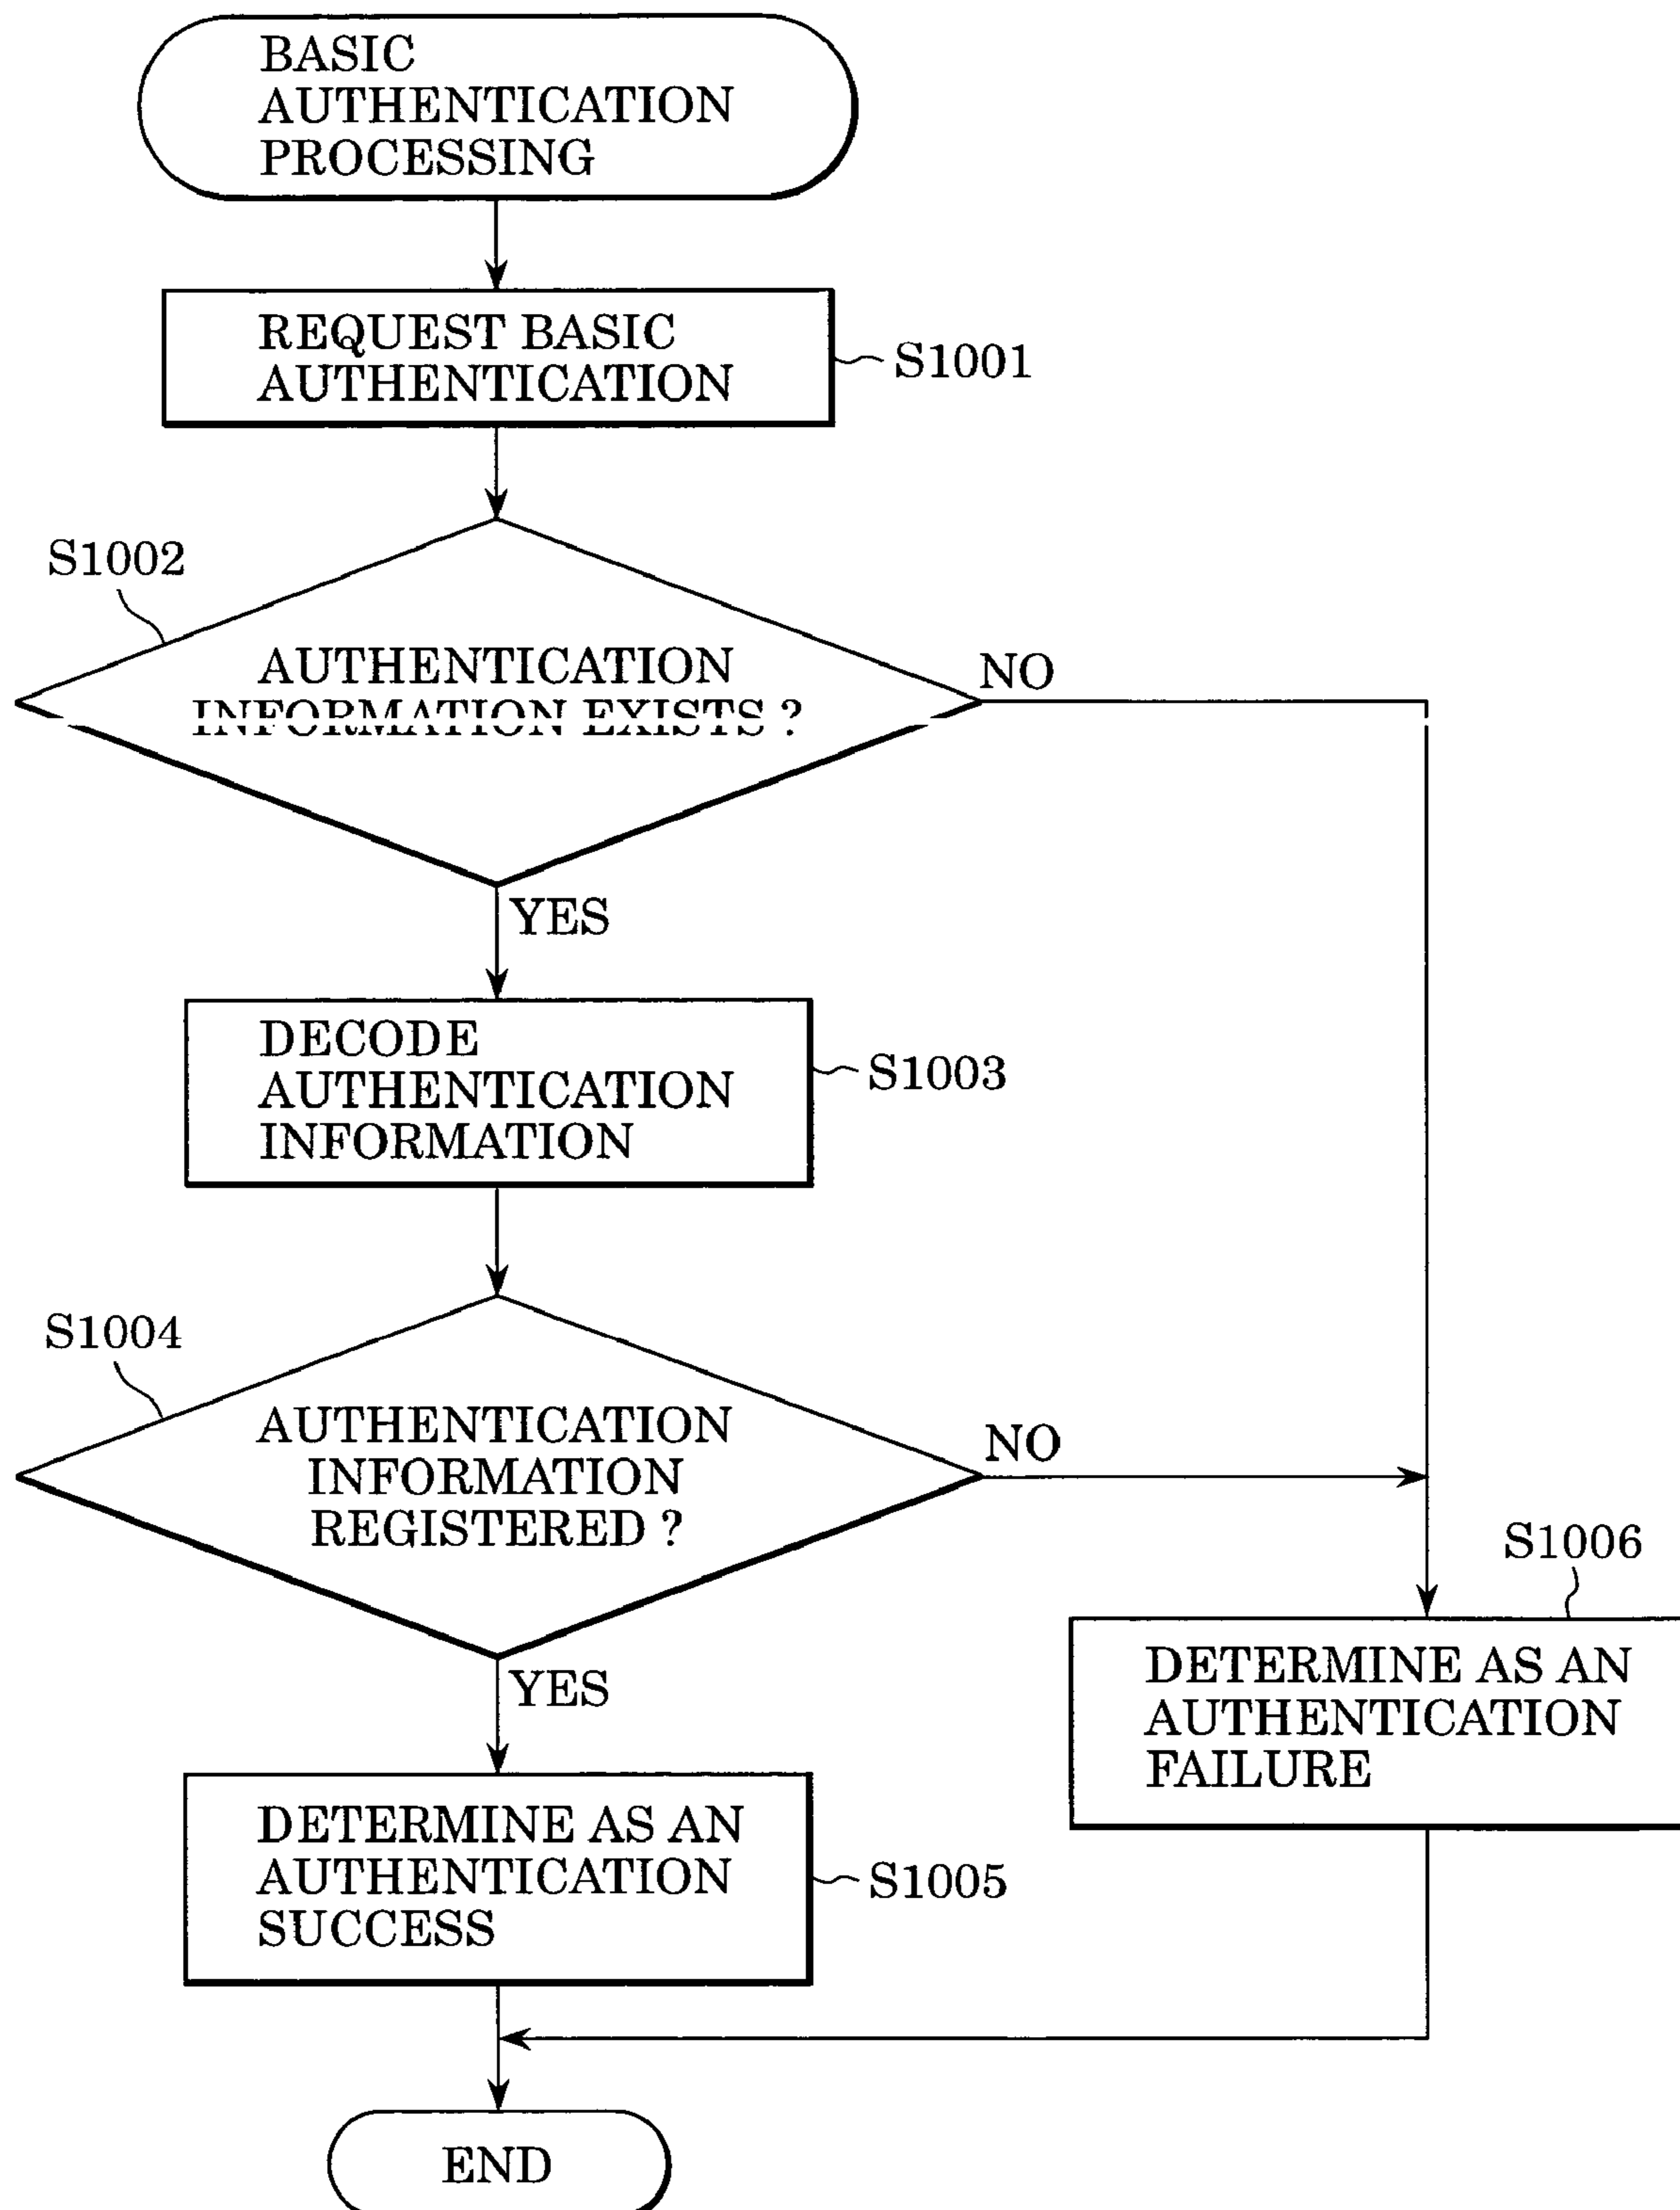 BASIC
AUTHENTICATION
PROCESSING
REQUEST BASIC
AUTHENTICATION
S1001
S1002
AUTHENTICATION
INFORMATION EXISTS ?
NO
YES
DECODE
AUTHENTICATION
INFORMATION
S1003
S1004
AUTHENTICATION
INFORMATION
REGISTERED ?
NO
YES
S1006
DETERMINE AS AN
AUTHENTICATION
FAILURE
DETERMINE AS AN
AUTHENTICATION
SUCCESS
S1005
END